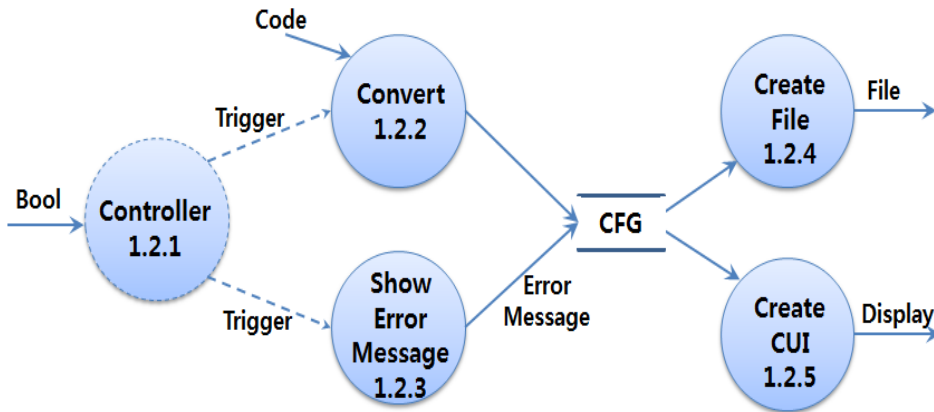 Code
Convert
1.2.2
Trigger
Bool
Controller
1.2.1
Trigger
Show
Error
Message
1.2.3
Error
Message
CFG
Create
File
1.2.4
File
Create
CUI
1.2.5
Display